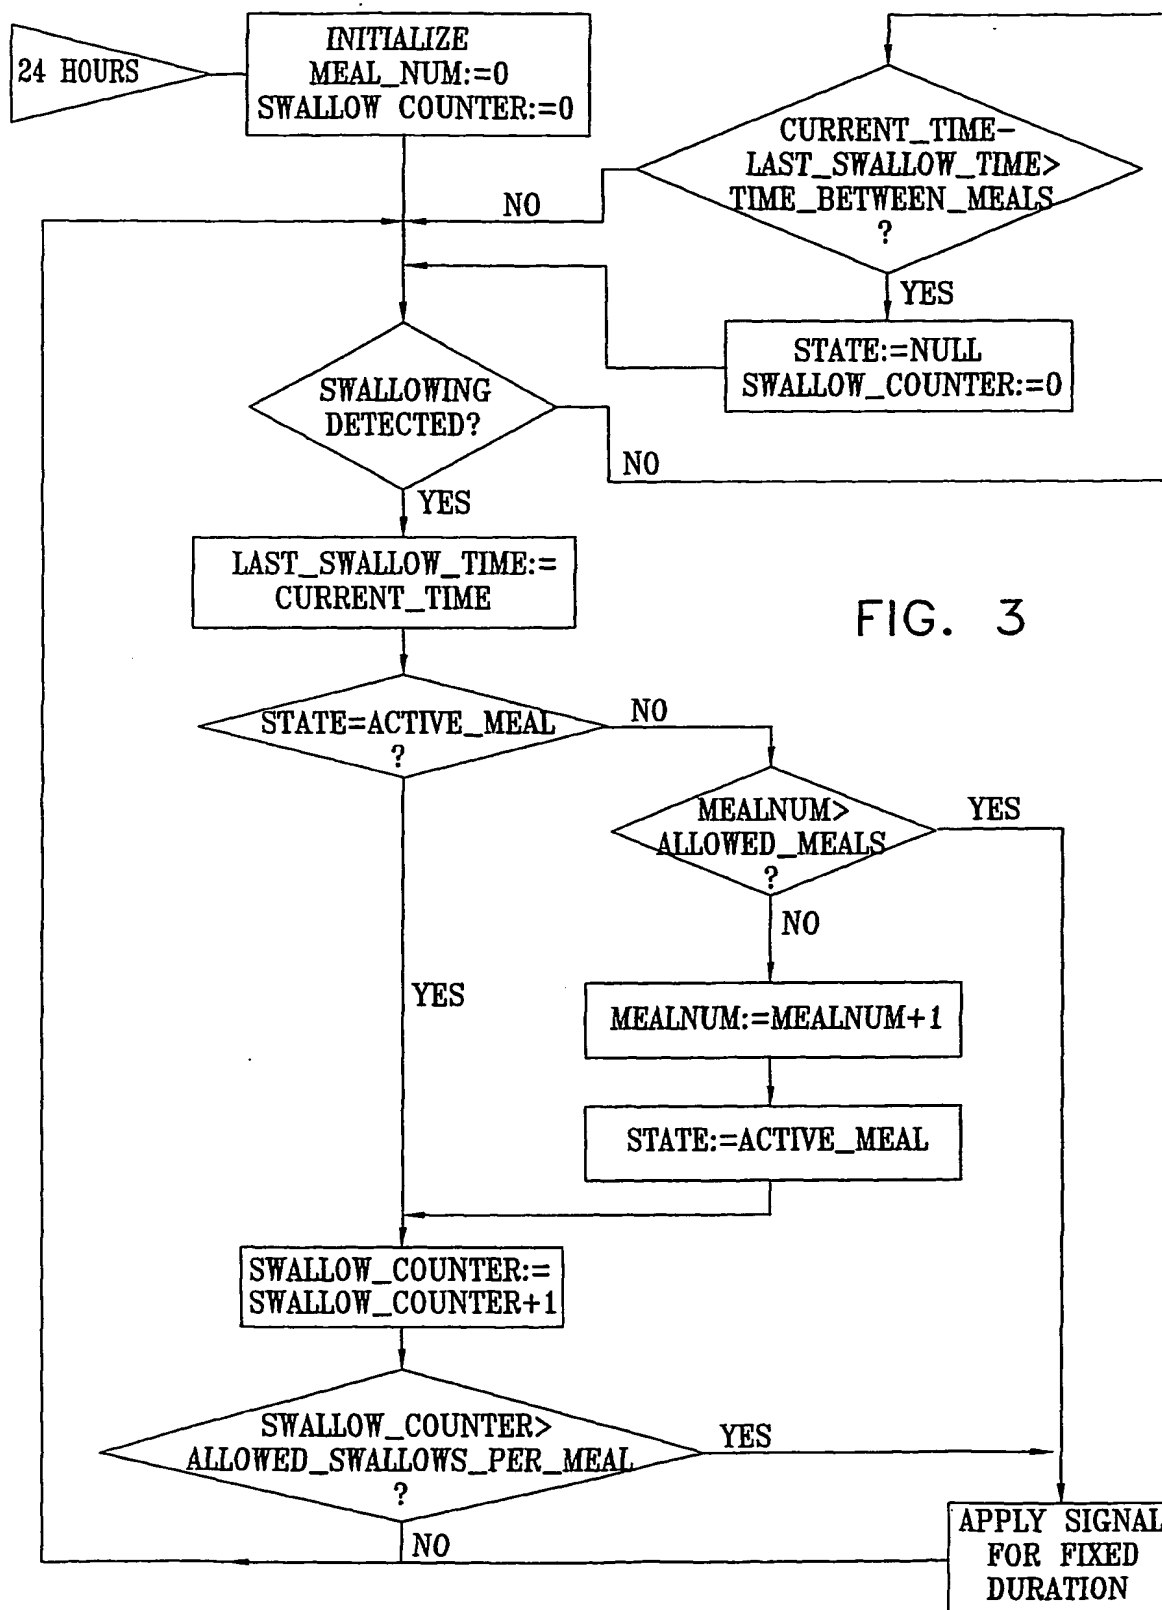 24 HOURS
INITIALIZE
MEAL_NUM:=0
SWALLOW COUNTER:=0
CURRENT_TIME-
LAST_SWALLOW_TIME>
TIME_BETWEEN_MEALS
?
NO
YES
STATE:=NULL
SWALLOW_COUNTER:=0
SWALLOWING
DETECTED?
NO
YES
LAST_SWALLOW_TIME:=
CURRENT_TIME
FIG. 3
STATE=ACTIVE_MEAL
?
NO
MEALNUM>
ALLOWED_MEALS
?
YES
NO
YES
MEALNUM:=MEALNUM+1
STATE:=ACTIVE_MEAL
SWALLOW_COUNTER:=
SWALLOW_COUNTER+1
SWALLOW_COUNTER>
ALLOWED_SWALLOWS_PER_MEAL
?
YES
NO
APPLY SIGNAL
FOR FIXED
DURATION